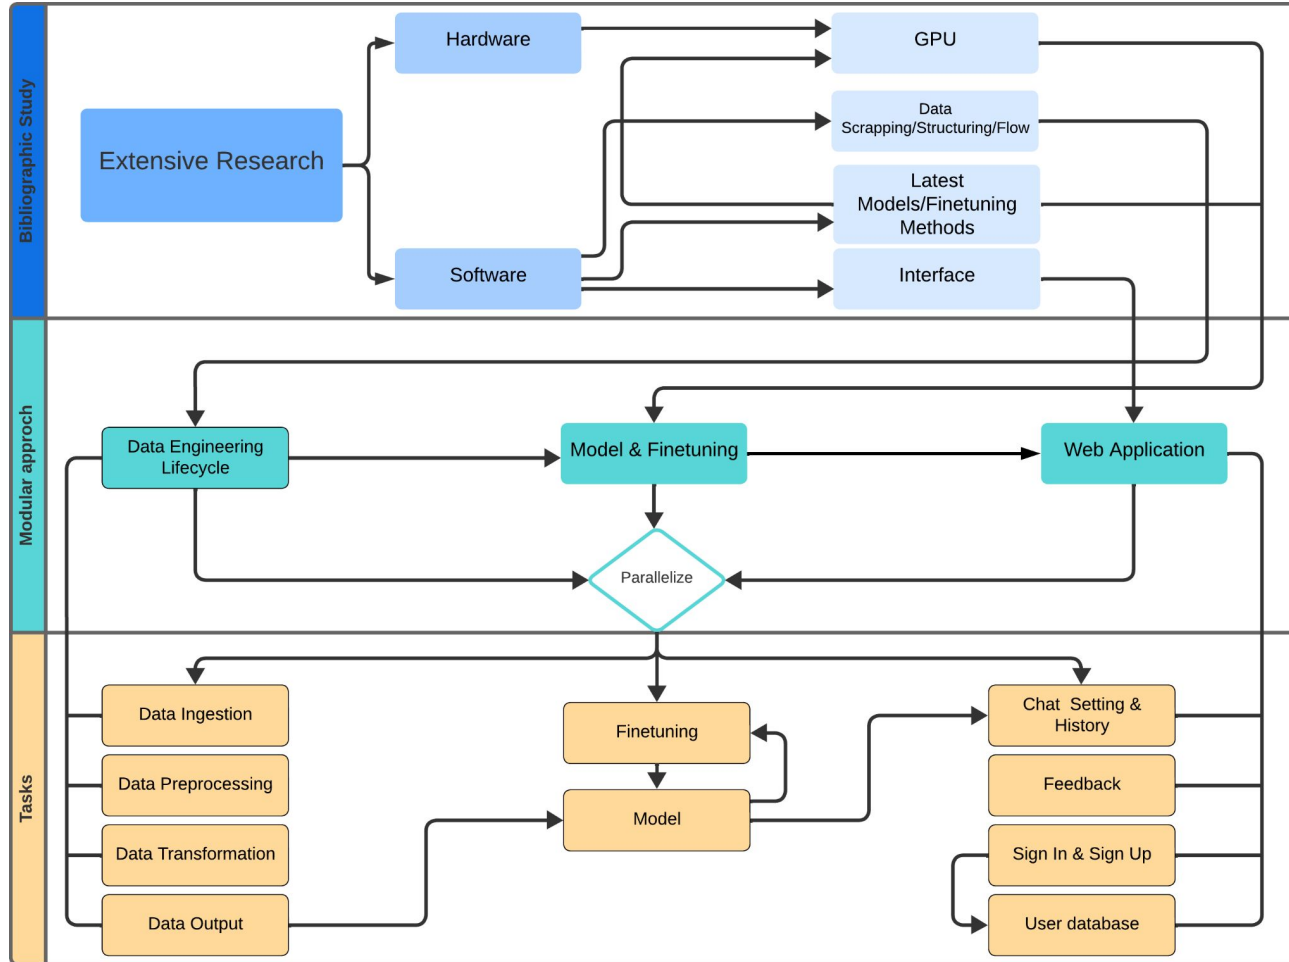 Bibliographic Study
Extensive Research
Hardware
Software
GPU
Data
Scrapping/Structuring/Flow
Latest
Models/Finetuning
Methods
Interface
Modular approch
Data Engineering
Lifecycle
Model & Finetuning
Web Application
Parallelize
Tasks
Data Ingestion
Data Preprocessing
Data Transformation
Data Output
Finetuning
Model
Chat Setting &
History
Feedback
Sign In & Sign Up
User database